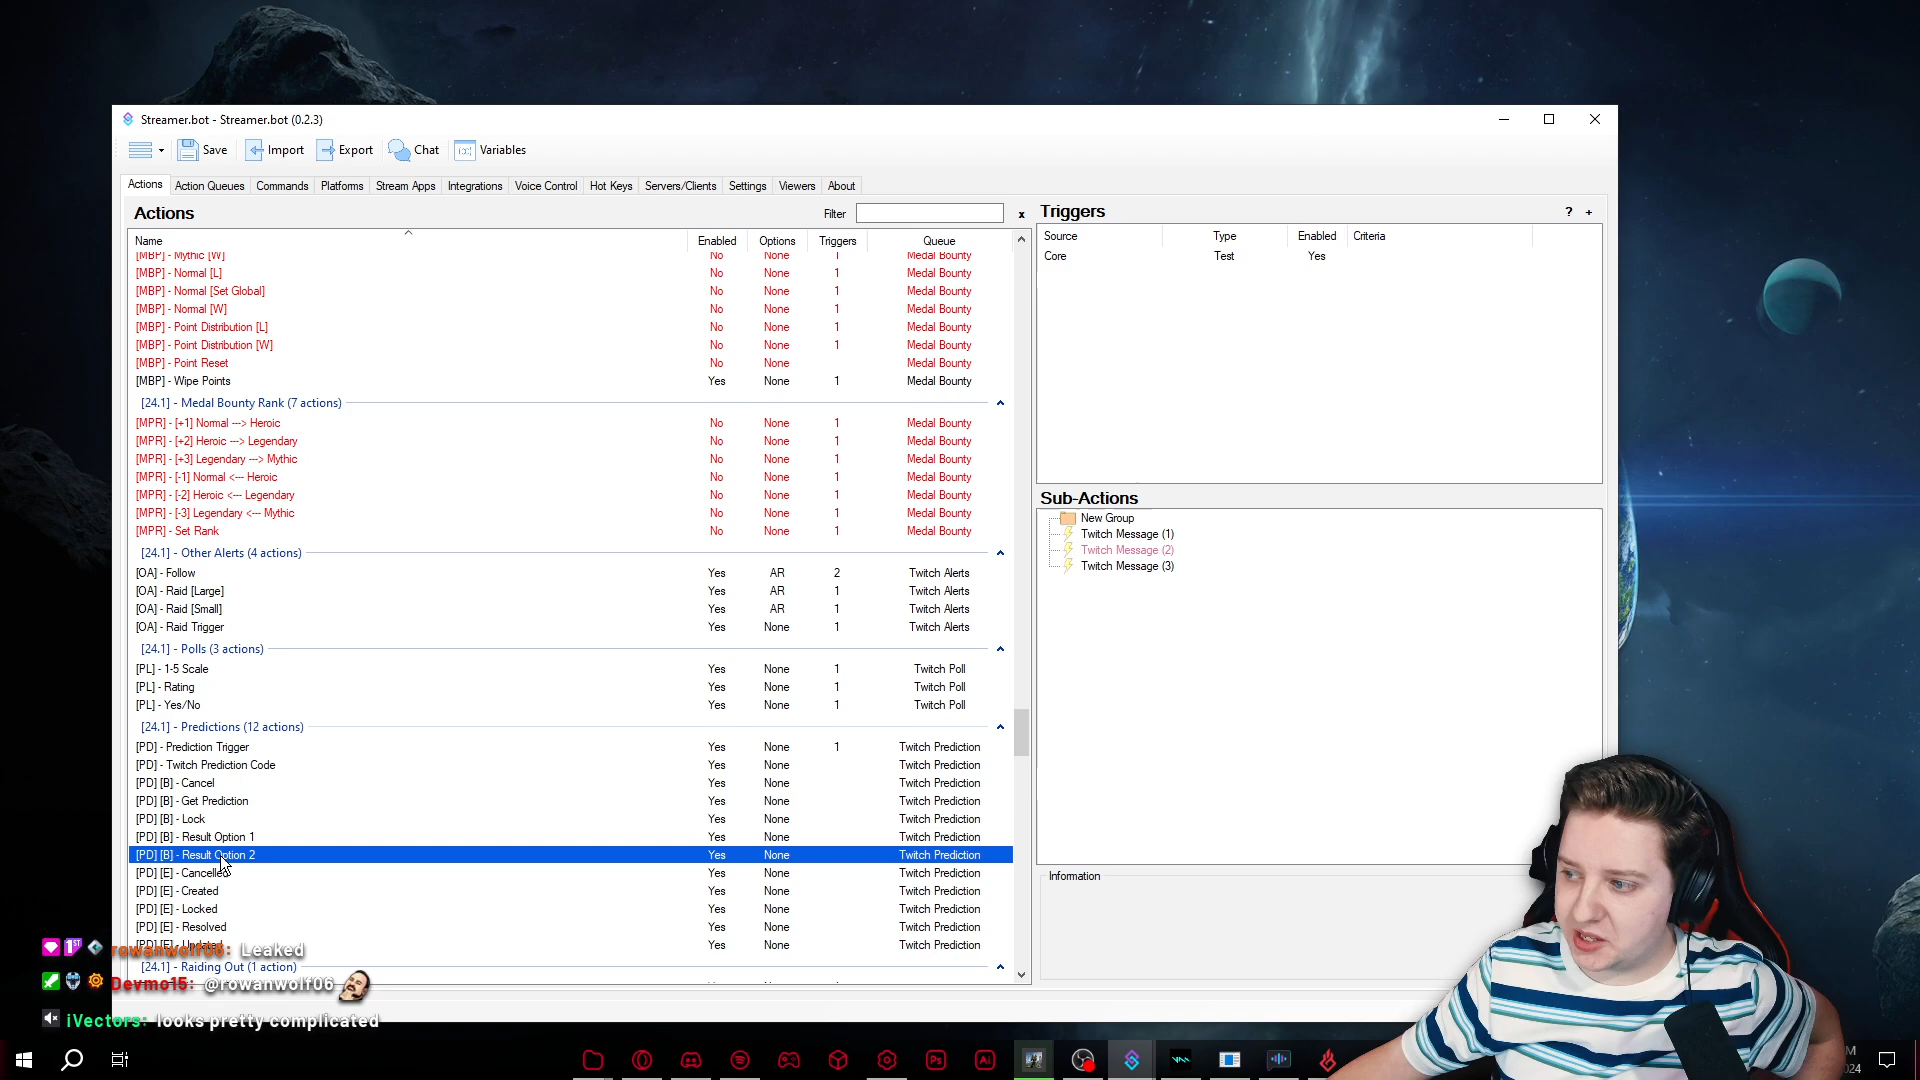 Streamer.bot - Streamer.bot (0.2.3)
Save Import Export Chat Variables
Actions Action Queues Commands Platforms Stream Apps Integrations Voice Control Hot Keys Servers/Clients Settings Viewers About
Actions Filter x
Name Enabled Options Triggers Queue
[MBP] - Mythic [W] No None 1 Medal Bounty
[MBP] - Normal [L] No None 1 Medal Bounty
[MBP] - Normal [Set Global] No None 1 Medal Bounty
[MBP] - Normal [W] No None 1 Medal Bounty
[MBP] - Point Distribution [L] No None 1 Medal Bounty
[MBP] - Point Distribution [W] No None 1 Medal Bounty
[MBP] - Point Reset No None Medal Bounty
[MBP] - Wipe Points Yes None 1 Medal Bounty
[24.1] - Medal Bounty Rank (7 actions)
[MPR] - [+1] Normal ---> Heroic No None 1 Medal Bounty
[MPR] - [+2] Heroic ---> Legendary No None 1 Medal Bounty
[MPR] - [+3] Legendary ---> Mythic No None 1 Medal Bounty
[MPR] - [-1] Normal <--- Heroic No None 1 Medal Bounty
[MPR] - [-2] Heroic <--- Legendary No None 1 Medal Bounty
[MPR] - [-3] Legendary <--- Mythic No None 1 Medal Bounty
[MPR] - Set Rank No None 1 Medal Bounty
[24.1] - Other Alerts (4 actions)
[OA] - Follow Yes AR 2 Twitch Alerts
[OA] - Raid [Large] Yes AR 1 Twitch Alerts
[OA] - Raid [Small] Yes AR 1 Twitch Alerts
[OA] - Raid Trigger Yes None 1 Twitch Alerts
[24.1] - Polls (3 actions)
[PL] - 1-5 Scale Yes None 1 Twitch Poll
[PL] - Rating Yes None 1 Twitch Poll
[PL] - Yes/No Yes None 1 Twitch Poll
[24.1] - Predictions (12 actions)
[PD] - Prediction Trigger Yes None 1 Twitch Prediction
[PD] - Twitch Prediction Code Yes None Twitch Prediction
[PD] [B] - Cancel Yes None Twitch Prediction
[PD] [B] - Get Prediction Yes None Twitch Prediction
[PD] [B] - Lock Yes None Twitch Prediction
[PD] [B] - Result Option 1 Yes None Twitch Prediction
[PD] [B] - Result Option 2 Yes None Twitch Prediction
[PD] [E] - Cancelled Yes None Twitch Prediction
[PD] [E] - Created Yes None Twitch Prediction
[PD] [E] - Locked Yes None Twitch Prediction
[PD] [E] - Resolved Yes None Twitch Prediction
[PD] [E] - Updated Yes None Twitch Prediction
[24.1] - Raiding Out (1 action)
Triggers ? +
Source Type Enabled Criteria
Core Test Yes
Sub-Actions
New Group
Twitch Message (1)
Twitch Message (2)
Twitch Message (3)
Information
1ST rowanwolf06: Leaked
Devmo15: @rowanwolf06
iVectors: looks pretty complicated
Ps Ai